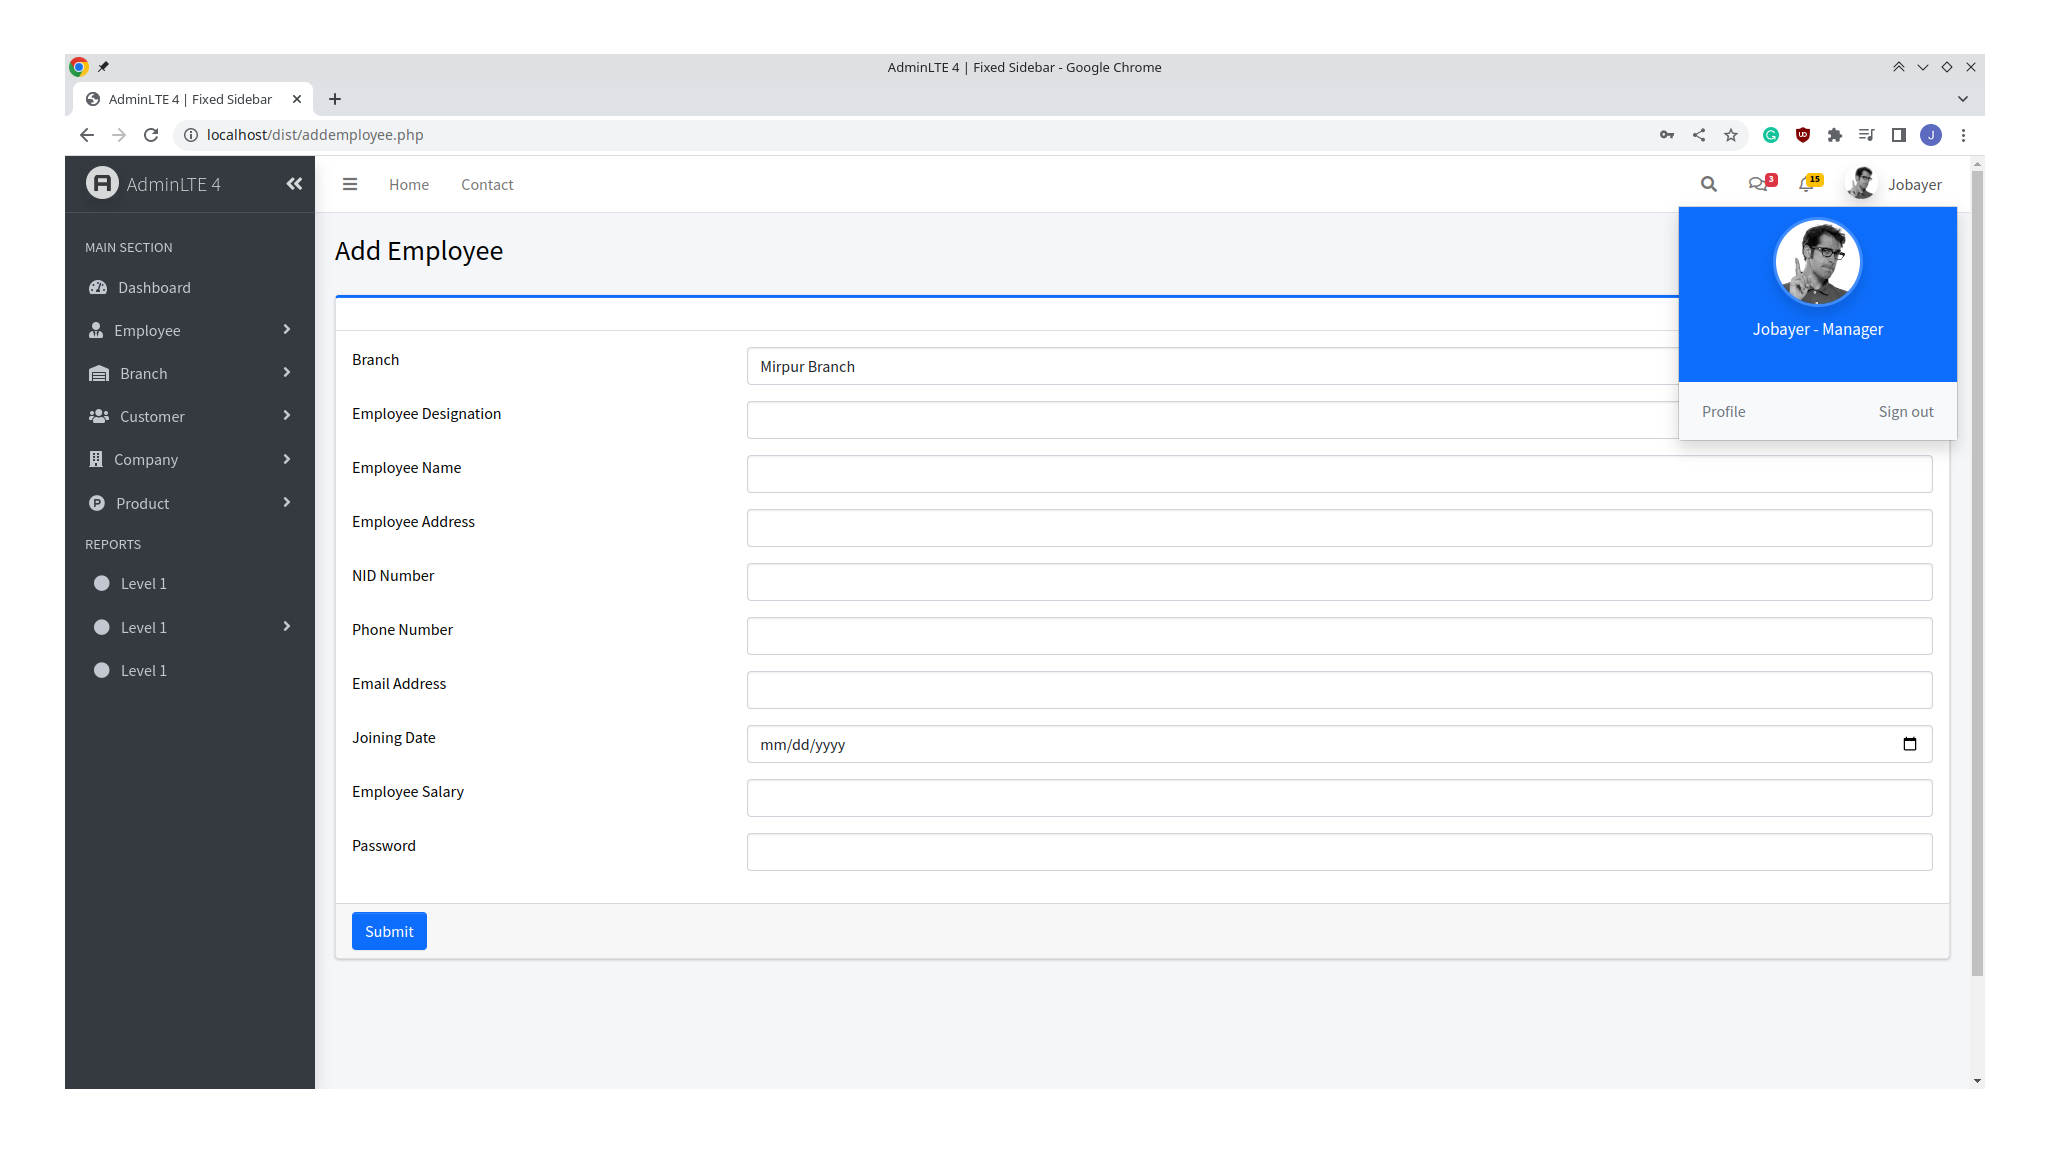 AdminLTE 4 | Fixed Sidebar - Google Chrome
AdminLTE 4 | Fixed Sidebar
localhost/dist/addemployee.php
J
AdminLTE 4
Home
Contact
3
15
Jobayer
MAIN SECTION
Dashboard
Employee
Branch
Customer
Company
Product
REPORTS
Level 1
Level 1
Level 1
Add Employee
Jobayer - Manager
Profile
Sign out
Branch
Mirpur Branch
Employee Designation
Employee Name
Employee Address
NID Number
Phone Number
Email Address
Joining Date
mm/dd/yyyy
Employee Salary
Password
Submit